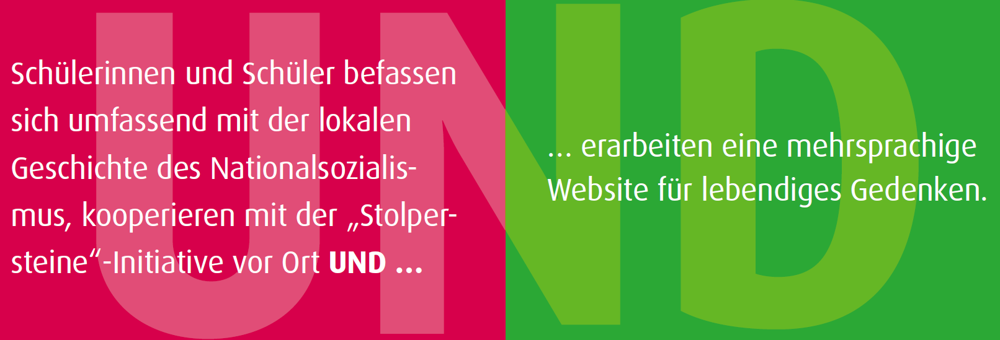 UND
Schülerinnen und Schüler befassen
sich umfassend mit der lokalen
Geschichte des Nationalsozialis-
mus, kooperieren mit der „Stolper-
steine“-Initiative vor Ort UND ...
... erarbeiten eine mehrsprachige
Website für lebendiges Gedenken.